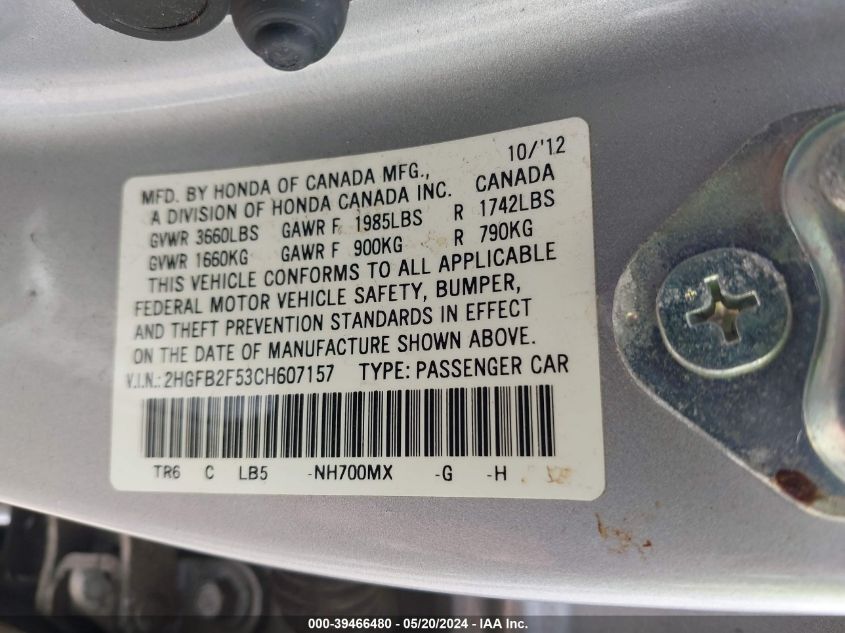 MFD. BY HONDA OF CANADA MFG., 10/'12
A DIVISION OF HONDA CANADA INC. CANADA
GVWR 3660LBS GAWR F 1985LBS R 1742LBS
GVWR 1660KG GAWR F 900KG R 790KG
THIS VEHICLE CONFORMS TO ALL APPLICABLE
FEDERAL MOTOR VEHICLE SAFETY, BUMPER,
AND THEFT PREVENTION STANDARDS IN EFFECT
ON THE DATE OF MANUFACTURE SHOWN ABOVE.
V.I.N.: 2HGFB2F53CH607157 TYPE: PASSENGER CAR
TR6 C LB5 -NH700MX -G -H
000-39466480 - 05/20/2024 - IAA Inc.